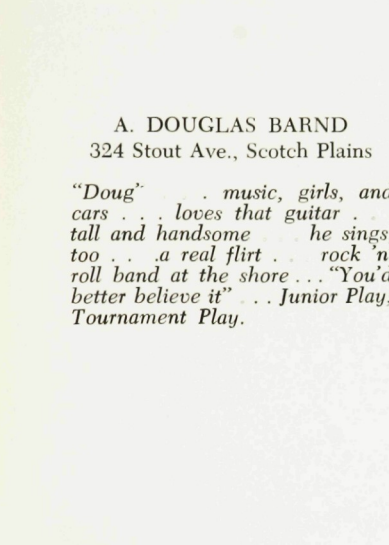 A. DOUGLAS BARND
324 Stout Ave., Scotch Plains
"Doug" . music, girls, and
cars . . . loves that guitar . .
tall and handsome he sings
too . . .a real flirt . rock 'n
roll band at the shore . . . "You'd
better believe it" . . Junior Play,
Tournament Play.